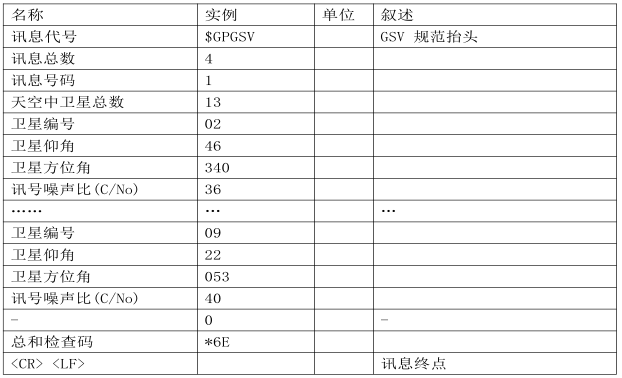 名称 实例 单位 叙述
讯息代号 $GPGSV GSV 规范抬头
讯息总数 4
讯息号码 1
天空中卫星总数 13
卫星编号 02
卫星仰角 46
卫星方位角 340
讯号噪声比(C/No) 36
…… … …
卫星编号 09
卫星仰角 22
卫星方位角 053
讯号噪声比(C/No) 40
- 0 -
总和检查码 *6E
<CR> <LF> 讯息终点